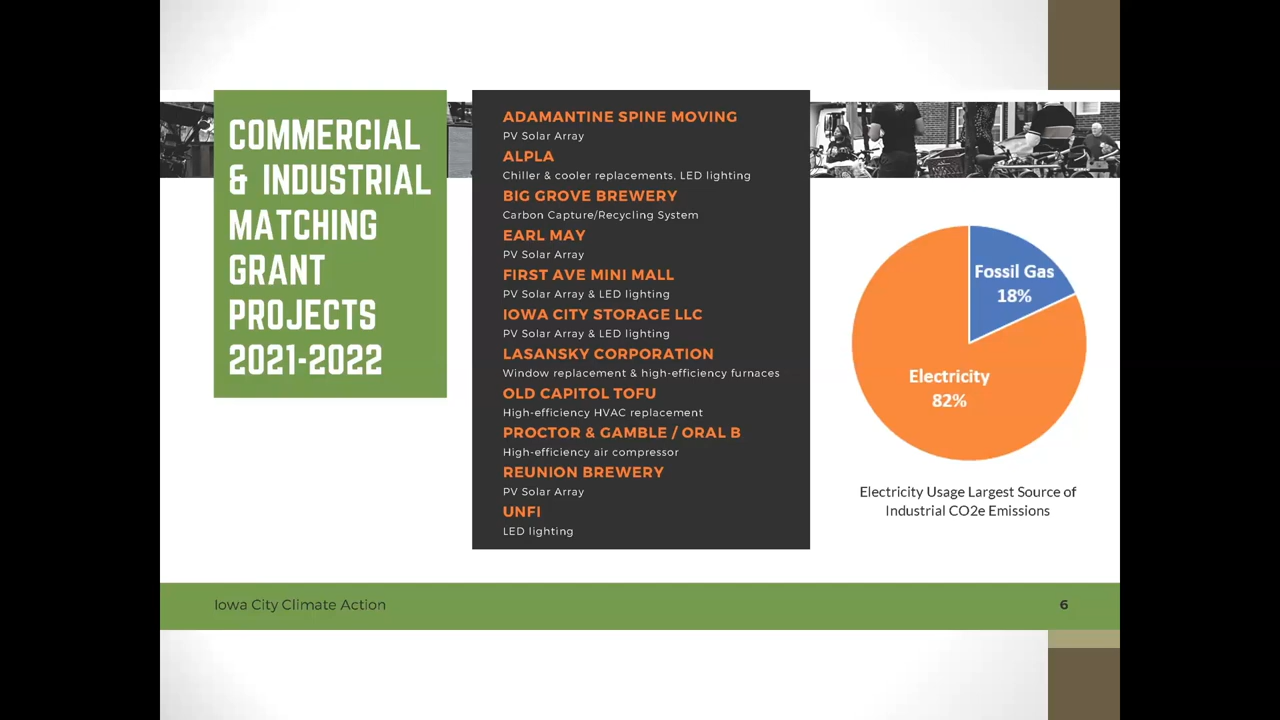 COMMERCIAL
& INDUSTRIAL
MATCHING
GRANT
PROJECTS
2021-2022
ADAMANTINE SPINE MOVING
PV Solar Array
ALPLA
Chiller & cooler replacements, LED lighting
BIG GROVE BREWERY
Carbon Capture/Recycling System
EARL MAY
PV Solar Array
FIRST AVE MINI MALL
PV Solar Array & LED lighting
IOWA CITY STORAGE LLC
PV Solar Array & LED lighting
LASANSKY CORPORATION
Window replacement & high-efficiency furnaces
OLD CAPITOL TOFU
High-efficiency HVAC replacement
PROCTOR & GAMBLE / ORAL B
High-efficiency air compressor
REUNION BREWERY
PV Solar Array
UNFI
LED lighting
Fossil Gas
18%
Electricity
82%
Electricity Usage Largest Source of
Industrial CO2e Emissions
Iowa City Climate Action
6